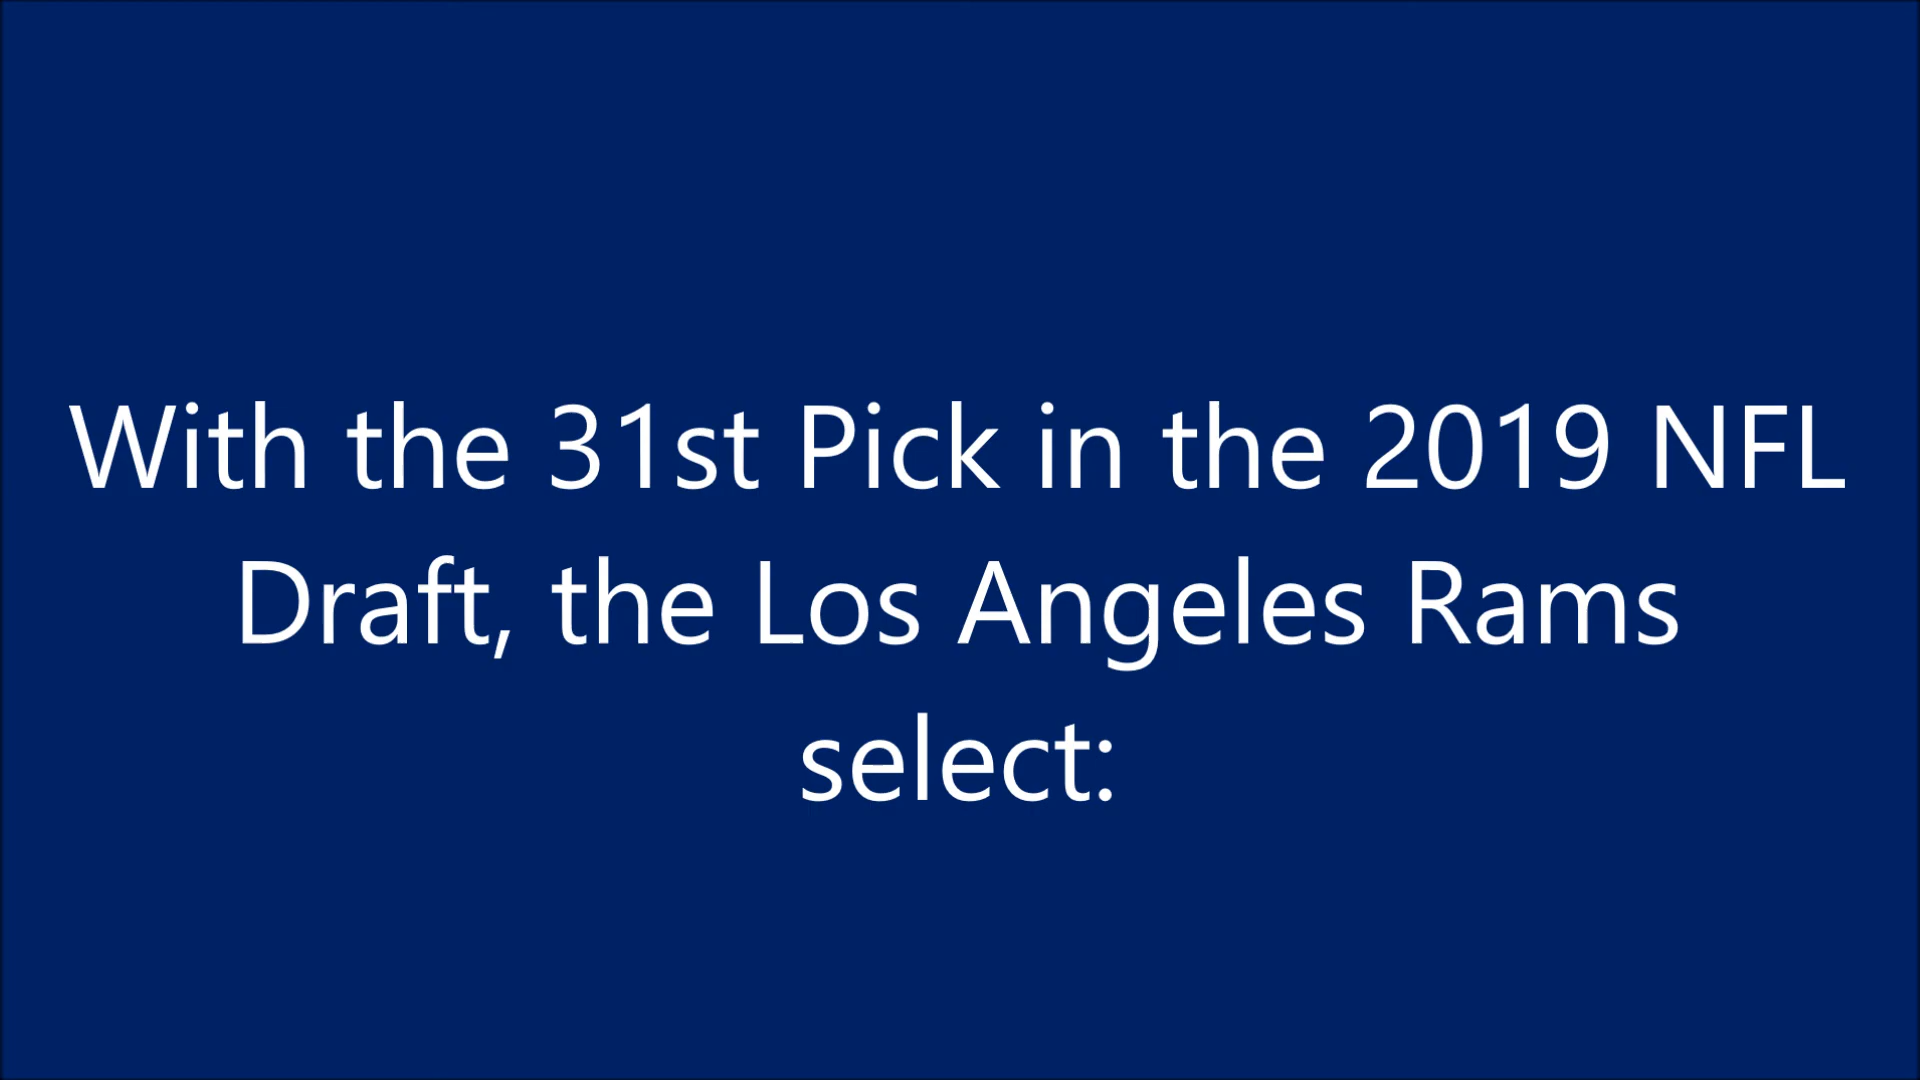 With the 31st Pick in the 2019 NFL
Draft, the Los Angeles Rams
select: